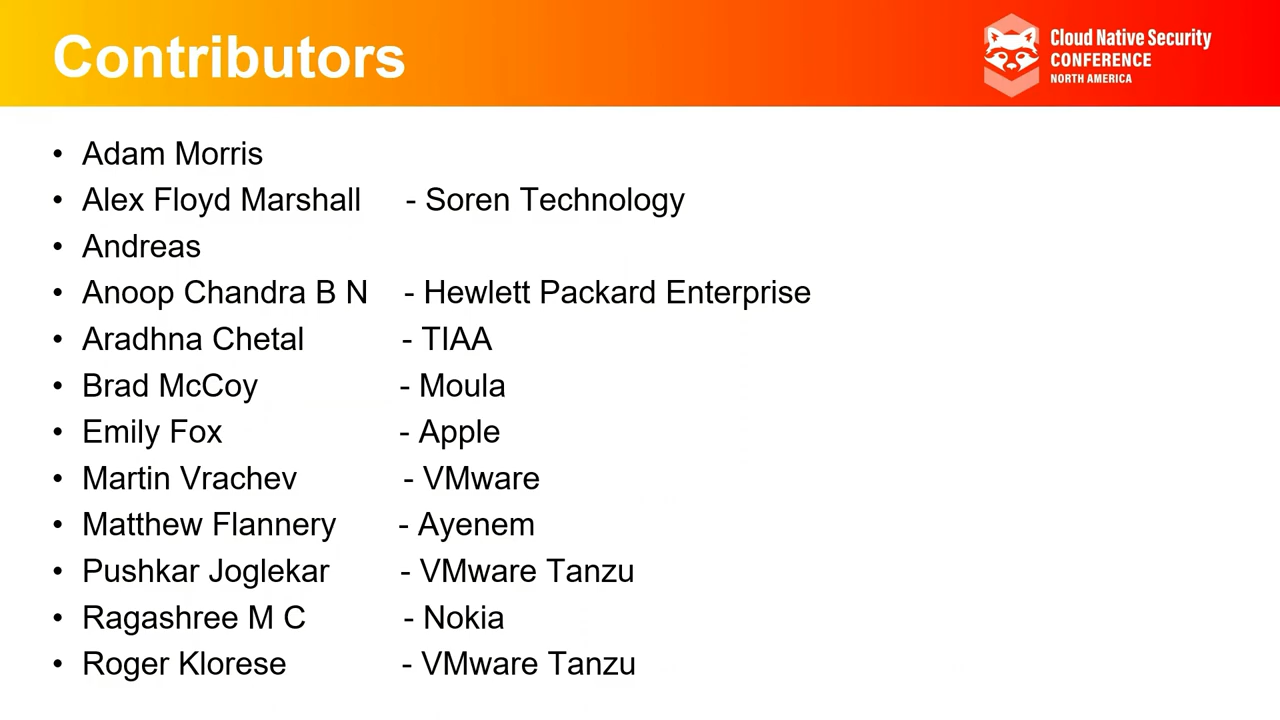 Contributors
Cloud Native Security
CONFERENCE
NORTH AMERICA
• Adam Morris
• Alex Floyd Marshall - Soren Technology
• Andreas
• Anoop Chandra B N - Hewlett Packard Enterprise
• Aradhna Chetal - TIAA
• Brad McCoy - Moula
• Emily Fox - Apple
• Martin Vrachev - VMware
• Matthew Flannery - Ayenem
• Pushkar Joglekar - VMware Tanzu
• Ragashree M C - Nokia
• Roger Klorese - VMware Tanzu